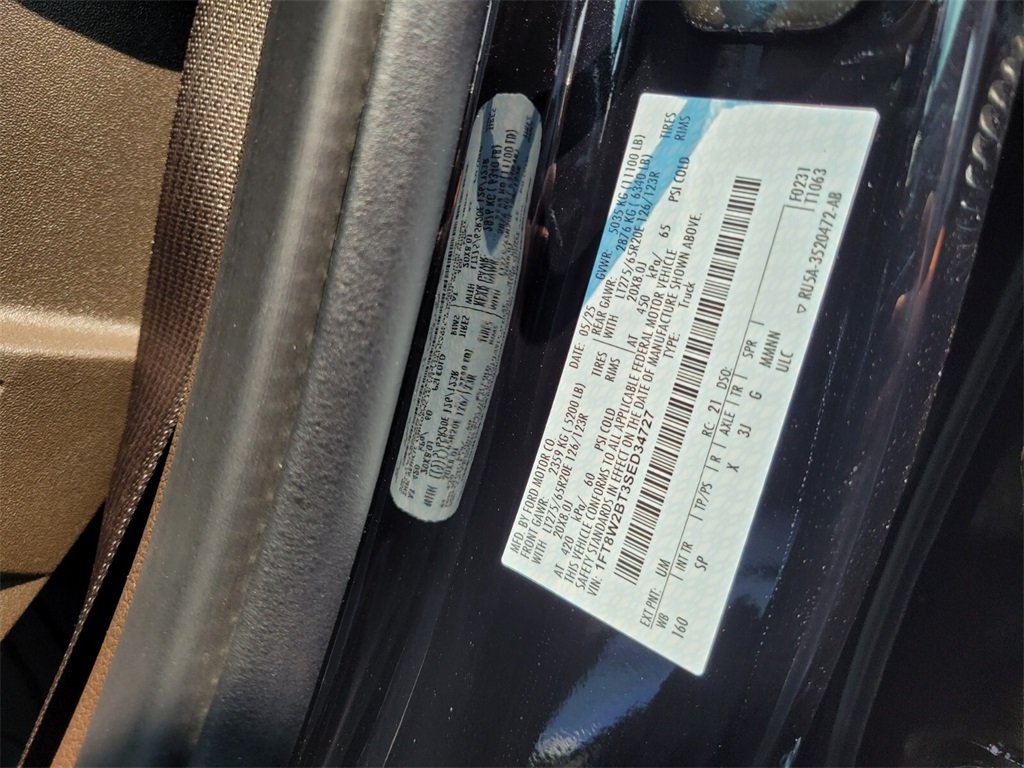 MFD. BY FORD MOTOR CO. DATE: 05/25 GVWR: 5035 KG (11100 LB)
FRONT GAWR: 2359 KG (5200 LB) REAR GAWR: 2876 KG (6340 LB)
WITH LT275/65R20E 126/123R TIRES WITH LT275/65R20E 126/123R TIRES
20X8.0J RIMS 20X8.0J RIMS
AT 420 kPa/ 60 PSI COLD AT 450 kPa/ 65 PSI COLD
THIS VEHICLE CONFORMS TO ALL APPLICABLE FEDERAL MOTOR VEHICLE
SAFETY STANDARDS IN EFFECT ON THE DATE OF MANUFACTURE SHOWN ABOVE.
VIN: 1FT8W2BT3SED34727 TYPE: Truck
EXT PNT: UM RC: 21 DSO:
WB INT TR TP/PS R AXLE TR SPR F0231
160 SP X 3J G MMNNN T1063
ULC
RU5A-3520472-AB